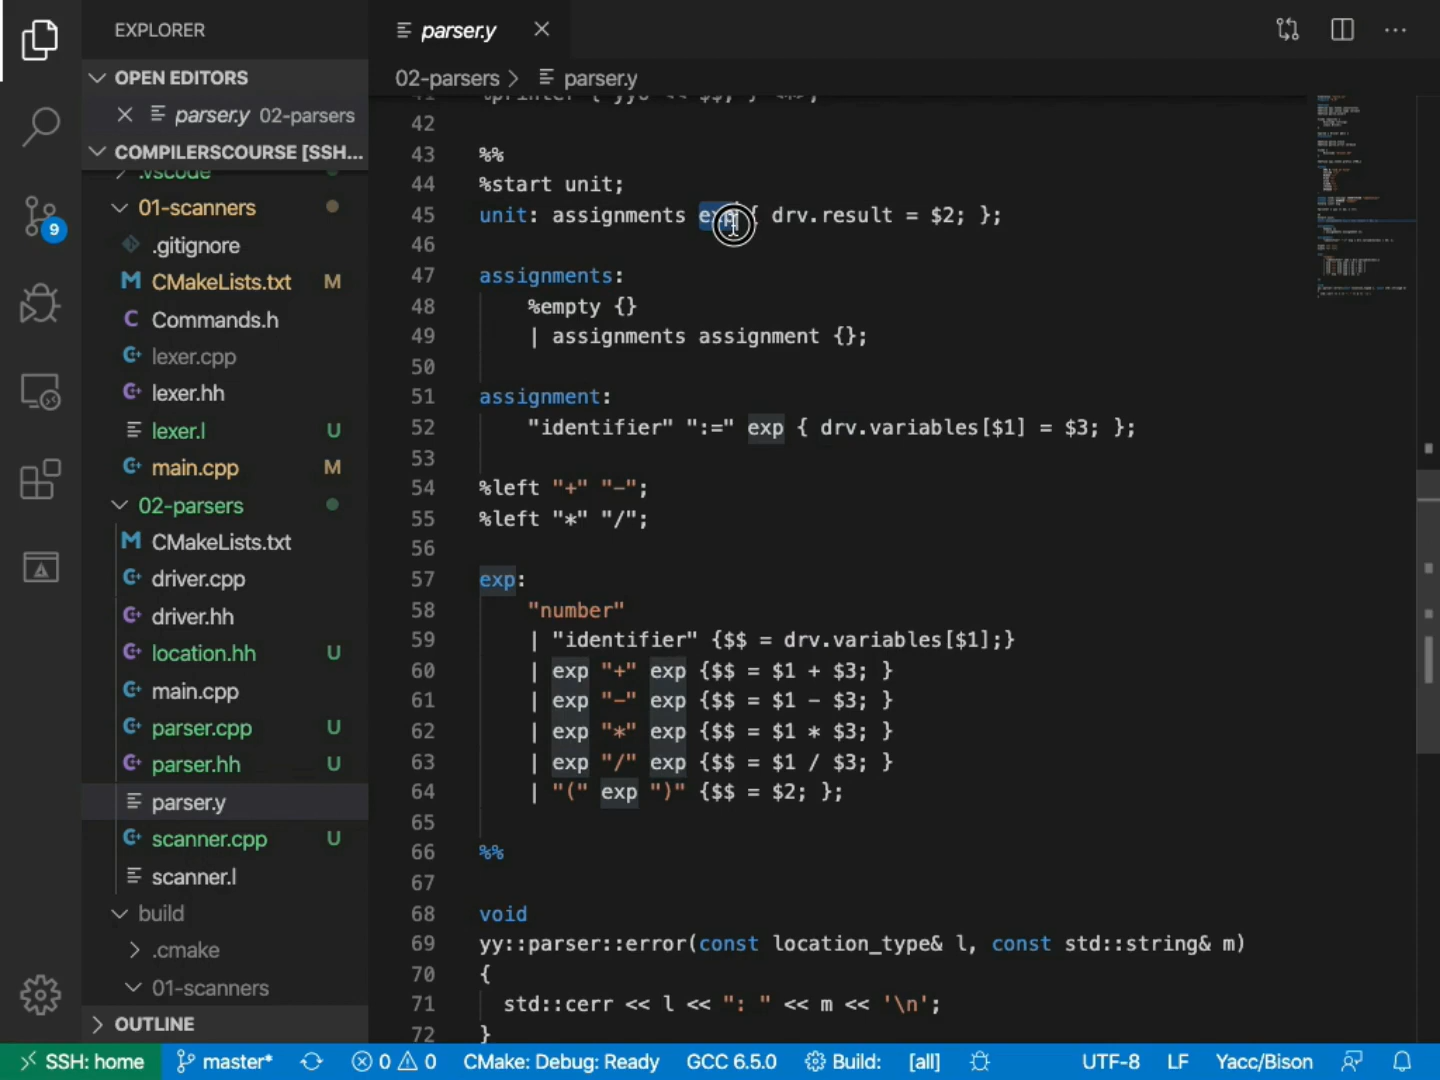 EXPLORER
OPEN EDITORS
parser.y 02-parsers
COMPILERSCOURSE [SSH...
.vscode
01-scanners
.gitignore
CMakeLists.txt M
Commands.h
lexer.cpp
lexer.hh
lexer.l U
main.cpp M
02-parsers
CMakeLists.txt
driver.cpp
driver.hh
location.hh U
main.cpp
parser.cpp U
parser.hh U
parser.y
scanner.cpp U
scanner.l
build
.cmake
01-scanners
OUTLINE
9
parser.y
02-parsers > parser.y
42
43 %%
44 %start unit;
45 unit: assignments exp { drv.result = $2; };
46
47 assignments:
48 %empty {}
49 | assignments assignment {};
50
51 assignment:
52 "identifier" ":=" exp { drv.variables[$1] = $3; };
53
54 %left "+" "-";
55 %left "*" "/";
56
57 exp:
58 "number"
59 | "identifier" {$$ = drv.variables[$1];}
60 | exp "+" exp {$$ = $1 + $3; }
61 | exp "-" exp {$$ = $1 - $3; }
62 | exp "*" exp {$$ = $1 * $3; }
63 | exp "/" exp {$$ = $1 / $3; }
64 | "(" exp ")" {$$ = $2; };
65
66 %%
67
68 void
69 yy::parser::error(const location_type& l, const std::string& m)
70 {
71 std::cerr << l << ": " << m << '\n';
72 }
SSH: home master* 0 0 CMake: Debug: Ready GCC 6.5.0 Build: [all] UTF-8 LF Yacc/Bison